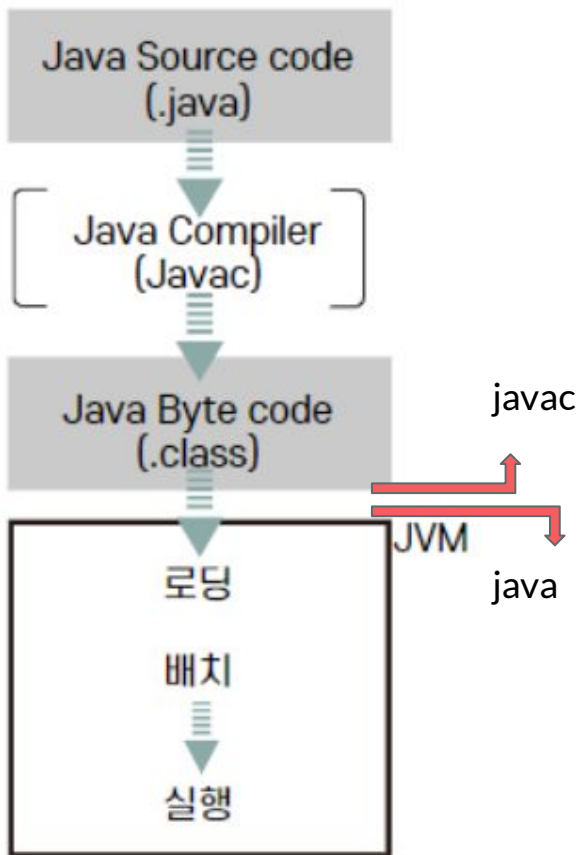 Java Source code
(.java)
Java Compiler
(Javac)
Java Byte code
(.class)
javac
JVM
java
로딩
배치
실행